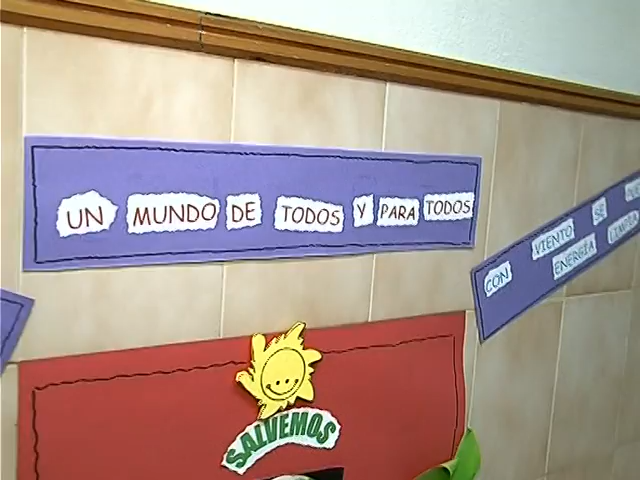 UN MUNDO DE TODOS Y PARA TODOS
CON VIENTO SE
ENERGÍA LIMPIA
SALVEMOS